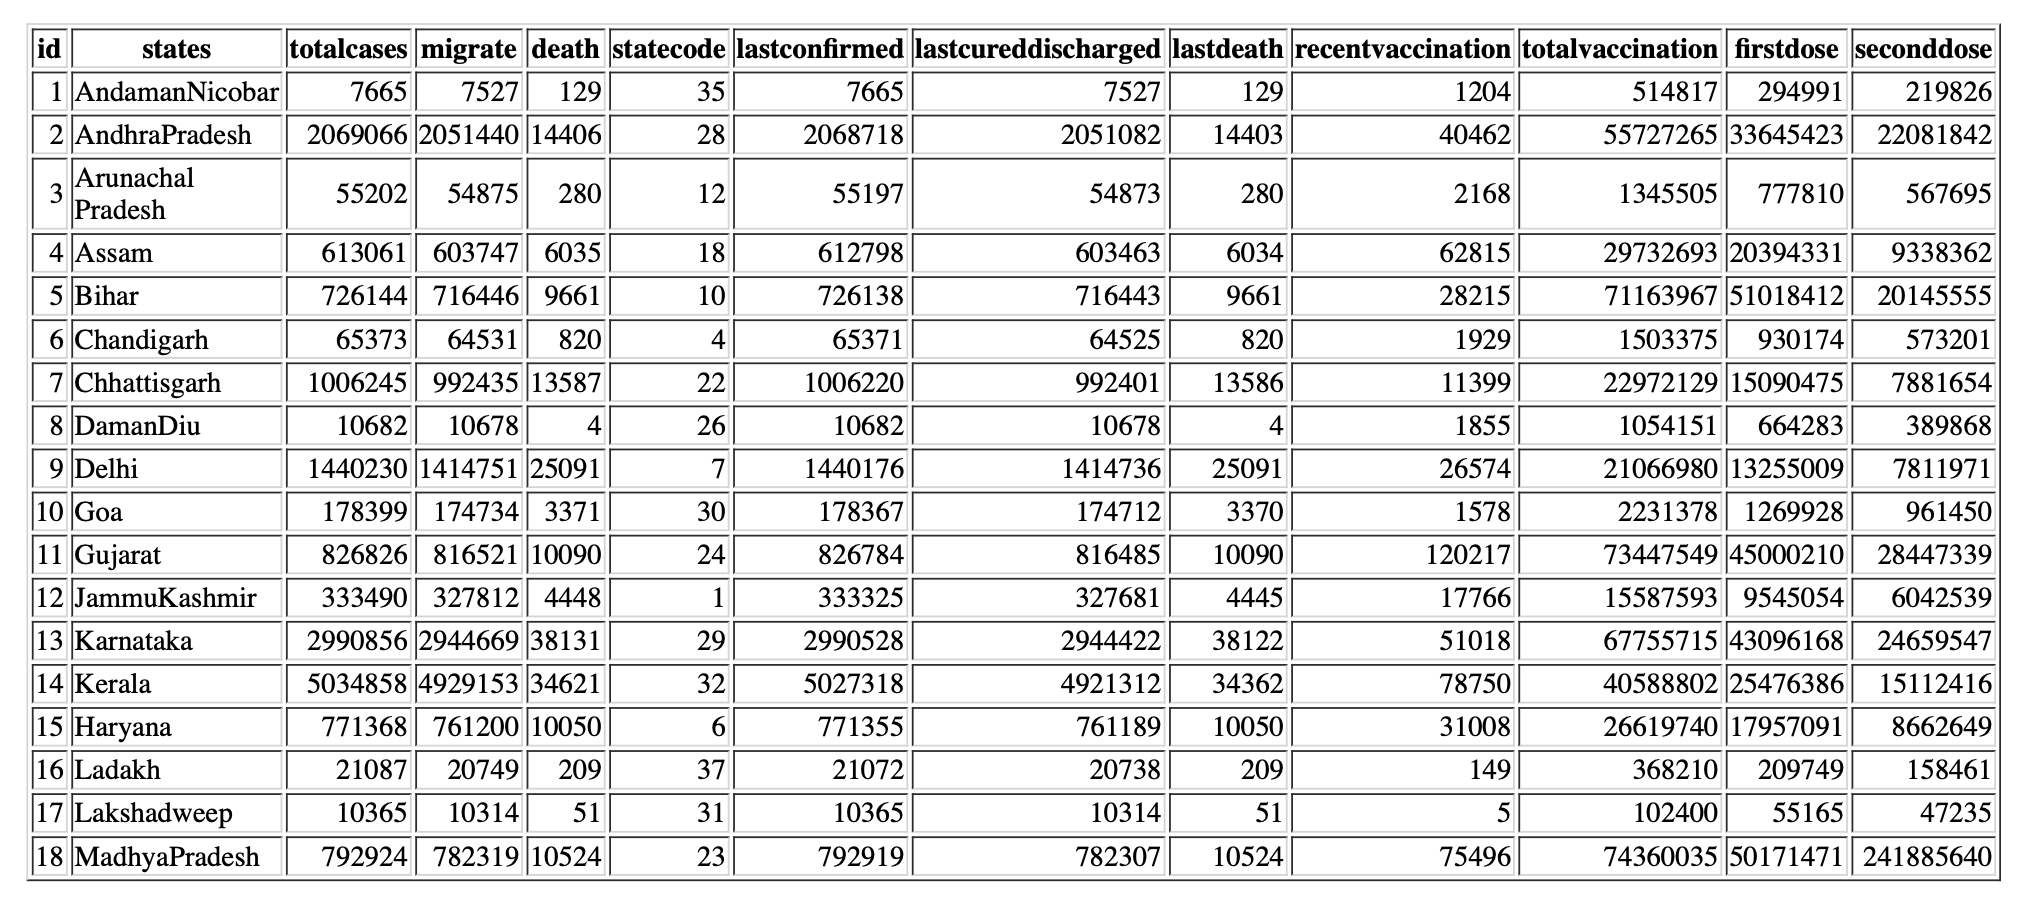 id states totalcases migrate death statecode lastconfirmed lastcureddischarged lastdeath recentvaccination totalvaccination firstdose seconddose
1 AndamanNicobar 7665 7527 129 35 7665 7527 129 1204 514817 294991 219826
2 AndhraPradesh 2069066 2051440 14406 28 2068718 2051082 14403 40462 55727265 33645423 22081842
3 Arunachal
Pradesh 55202 54875 280 12 55197 54873 280 2168 1345505 777810 567695
4 Assam 613061 603747 6035 18 612798 603463 6034 62815 29732693 20394331 9338362
5 Bihar 726144 716446 9661 10 726138 716443 9661 28215 71163967 51018412 20145555
6 Chandigarh 65373 64531 820 4 65371 64525 820 1929 1503375 930174 573201
7 Chhattisgarh 1006245 992435 13587 22 1006220 992401 13586 11399 22972129 15090475 7881654
8 DamanDiu 10682 10678 4 26 10682 10678 4 1855 1054151 664283 389868
9 Delhi 1440230 1414751 25091 7 1440176 1414736 25091 26574 21066980 13255009 7811971
10 Goa 178399 174734 3371 30 178367 174712 3370 1578 2231378 1269928 961450
11 Gujarat 826826 816521 10090 24 826784 816485 10090 120217 73447549 45000210 28447339
12 JammuKashmir 333490 327812 4448 1 333325 327681 4445 17766 15587593 9545054 6042539
13 Karnataka 2990856 2944669 38131 29 2990528 2944422 38122 51018 67755715 43096168 24659547
14 Kerala 5034858 4929153 34621 32 5027318 4921312 34362 78750 40588802 25476386 15112416
15 Haryana 771368 761200 10050 6 771355 761189 10050 31008 26619740 17957091 8662649
16 Ladakh 21087 20749 209 37 21072 20738 209 149 368210 209749 158461
17 Lakshadweep 10365 10314 51 31 10365 10314 51 5 102400 55165 47235
18 MadhyaPradesh 792924 782319 10524 23 792919 782307 10524 75496 74360035 50171471 241885640